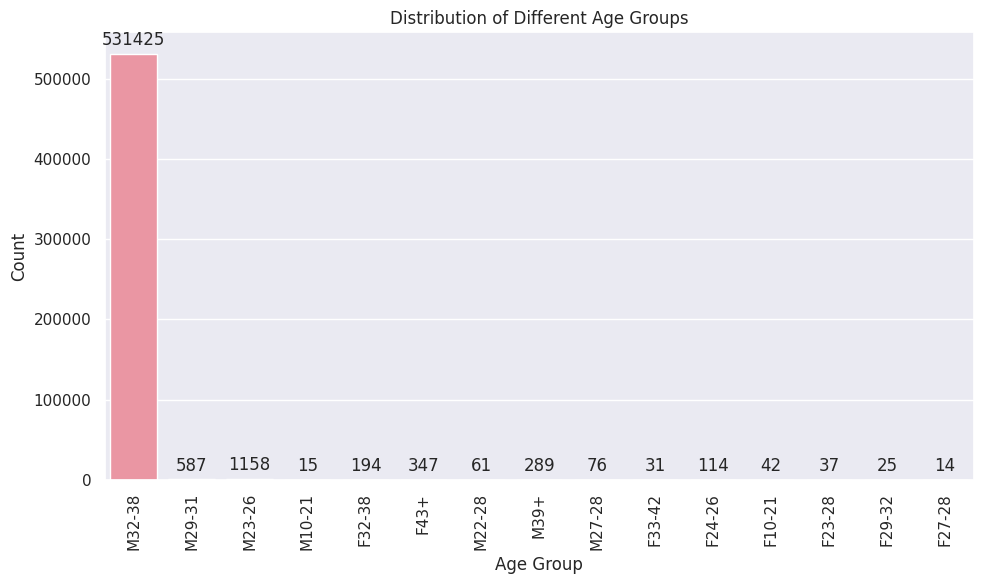 Distribution of Different Age Groups
531425
500000
400000
300000
200000
100000
0
Count
587 1158 15 194 347 61 289 76 31 114 42 37 25 14
M32-38 M29-31 M23-26 M10-21 F32-38 F43+ M22-28 M39+ M27-28 F33-42 F24-26 F10-21 F23-28 F29-32 F27-28
Age Group